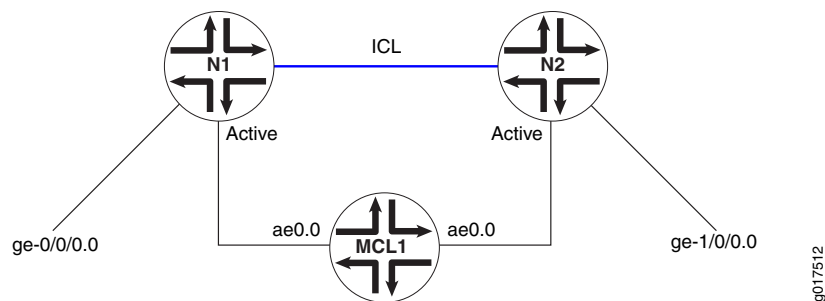 ICL
N1
N2
Active
Active
ge-0/0/0.0
ae0.0
MCL1
ae0.0
ge-1/0/0.0
g017512